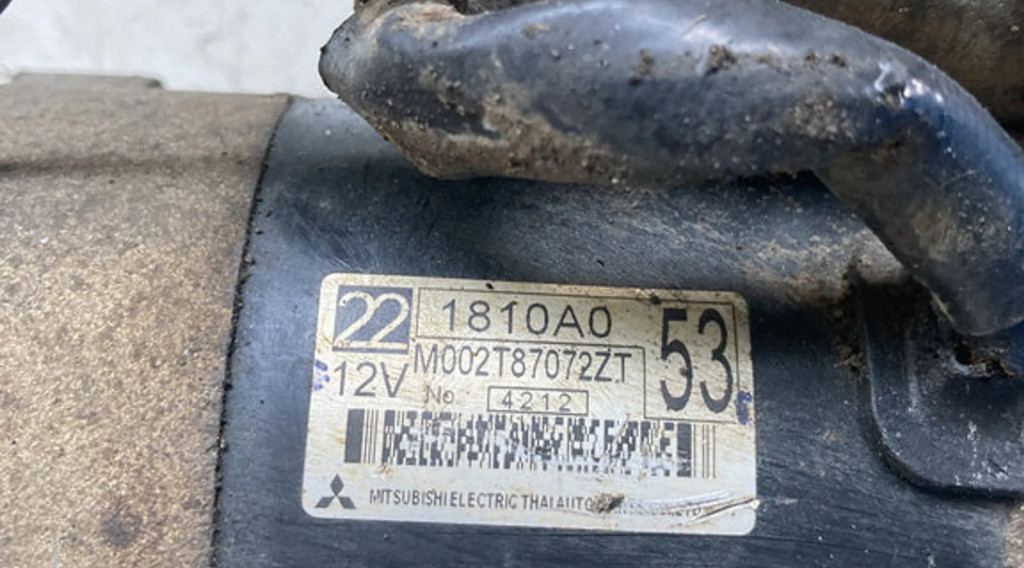 22 1810A0 53
12V M002T87072ZT
No. 4212
MITSUBISHI ELECTRIC THAI AUTO